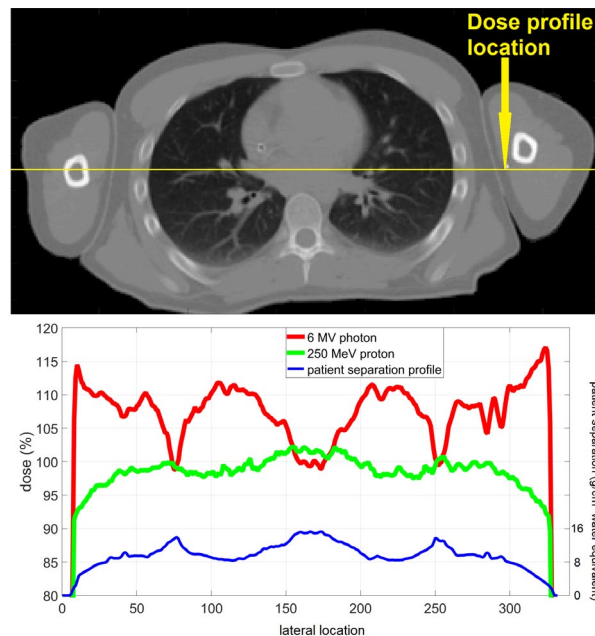 Dose profile
location
6 MV photon
250 MeV proton
patient separation profile
dose (%)
120
115
110
105
100
95
90
85
80
16
8
0
0
50
100
150
200
250
300
lateral location